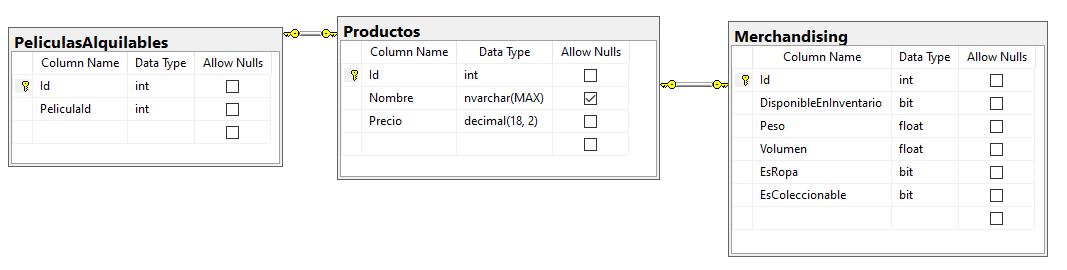 PeliculasAlquilables
Column Name Data Type Allow Nulls
Id int
PeliculaId int
Productos
Column Name Data Type Allow Nulls
Id int
Nombre nvarchar(MAX)
Precio decimal(18, 2)
Merchandising
Column Name Data Type Allow Nulls
Id int
DisponibleEnInventario bit
Peso float
Volumen float
EsRopa bit
EsColeccionable bit